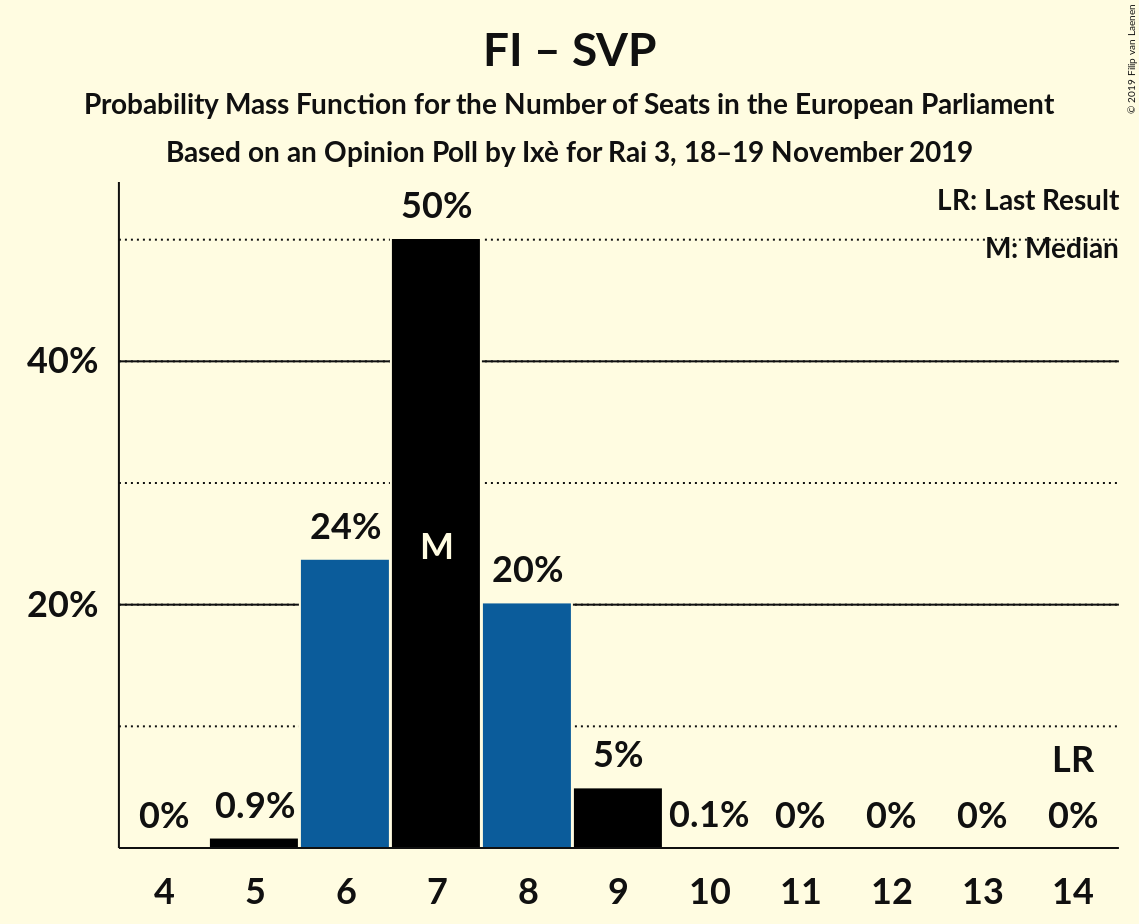 FI – SVP
Probability Mass Function for the Number of Seats in the European Parliament
Based on an Opinion Poll by Ixè for Rai 3, 18–19 November 2019
© 2019 Filip van Laenen
LR: Last Result
M: Median
50%
40%
24%
M
20%
20%
5%
LR
0%
0.9%
0.1%
0%
0%
0%
0%
4 5 6 7 8 9 10 11 12 13 14